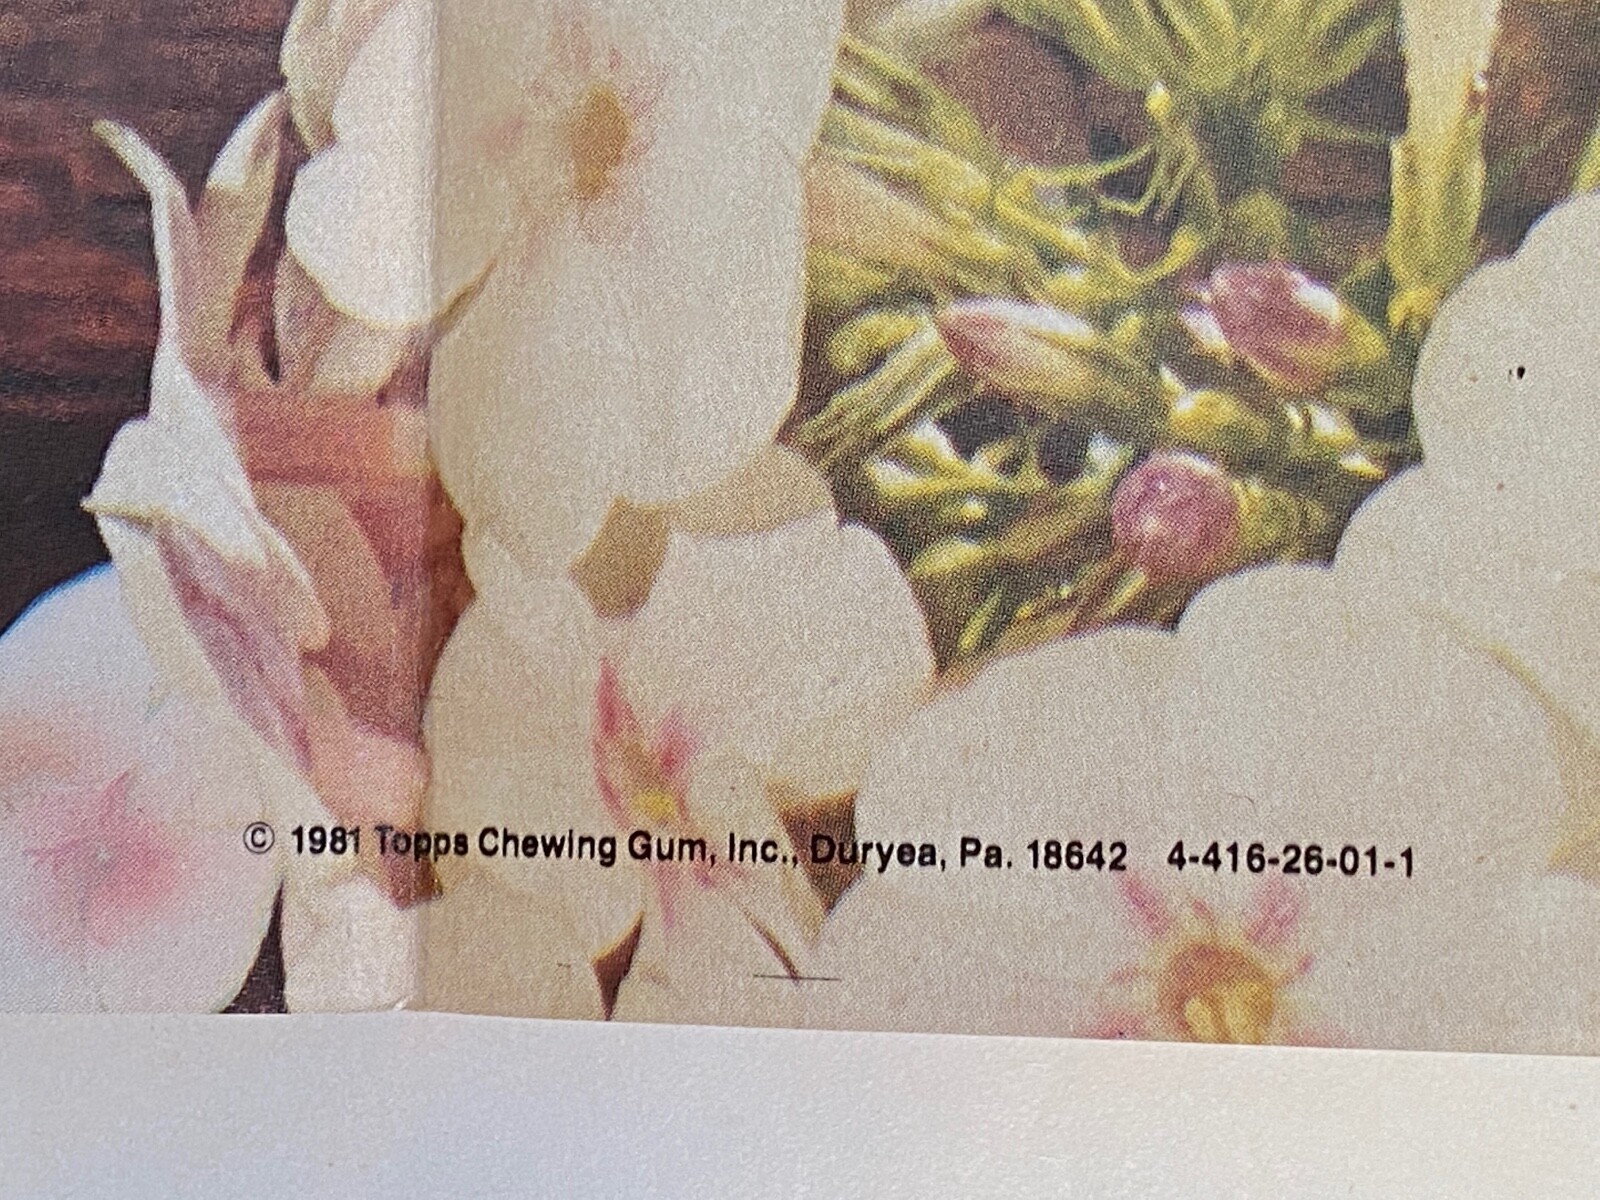 © 1981 Topps Chewing Gum, Inc., Duryea, Pa. 18642 4-416-26-01-1